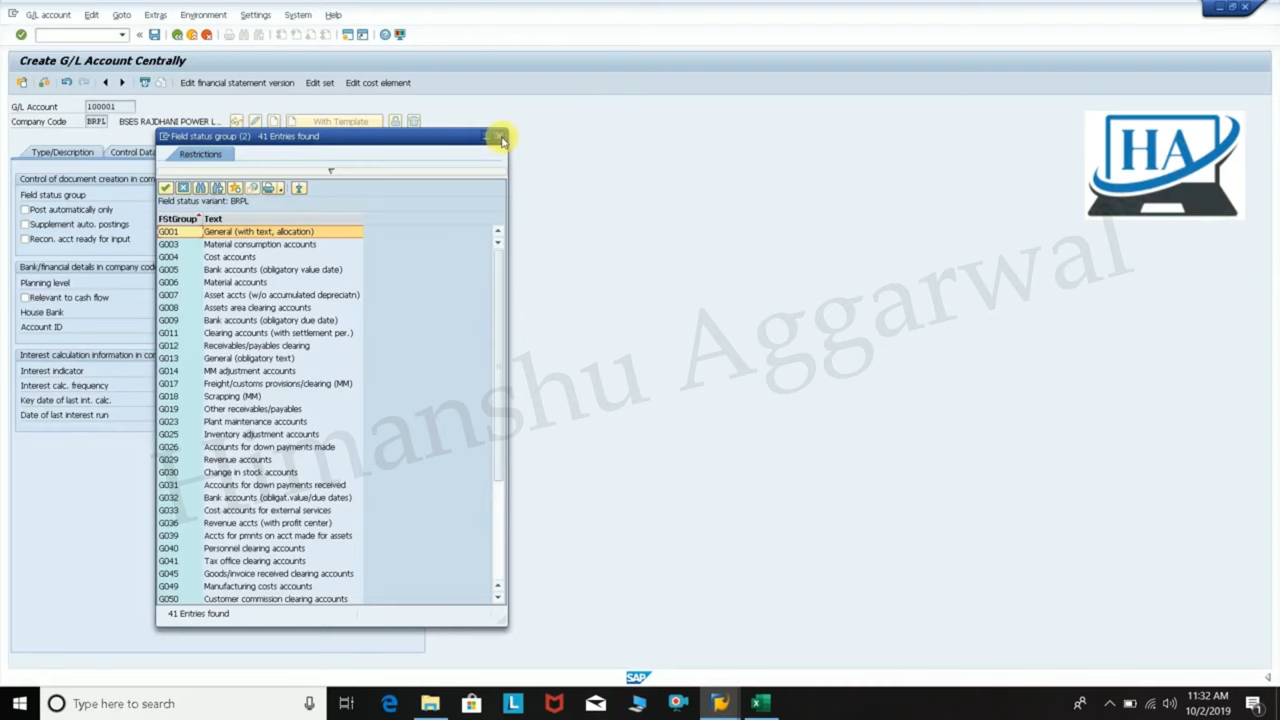 G/L account Edit Goto Extras Environment Settings System Help
Create G/L Account Centrally
Edit financial statement version Edit set Edit cost element
G/L Account 100001
Company Code BRPL BSES RAJDHANI POWER L... With Template
Type/Description Control Data
Field status group (2) 41 Entries found
Restrictions
Control of document creation in com
Field status group
Post automatically only
Supplement auto. postings
Recon. acct ready for input
Bank/financial details in company cod
Planning level
Relevant to cash flow
House Bank
Account ID
Interest calculation information in co
Interest indicator
Interest calc. frequency
Key date of last int. calc.
Date of last interest run
Field status variant: BRPL
FStGroup Text
G001 General (with text, allocation)
G003 Material consumption accounts
G004 Cost accounts
G005 Bank accounts (obligatory value date)
G006 Material accounts
G007 Asset accts (w/o accumulated depreciatn)
G008 Assets area clearing accounts
G009 Bank accounts (obligatory due date)
G011 Clearing accounts (with settlement per.)
G012 Receivables/payables clearing
G013 General (obligatory text)
G014 MM adjustment accounts
G017 Freight/customs provisions/clearing (MM)
G018 Scrapping (MM)
G019 Other receivables/payables
G023 Plant maintenance accounts
G025 Inventory adjustment accounts
G026 Accounts for down payments made
G029 Revenue accounts
G030 Change in stock accounts
G031 Accounts for down payments received
G032 Bank accounts (obligat.value/due dates)
G033 Cost accounts for external services
G036 Revenue accts (with profit center)
G039 Accts for pmnts on acct made for assets
G040 Personnel clearing accounts
G041 Tax office clearing accounts
G045 Goods/invoice received clearing accounts
G049 Manufacturing costs accounts
G050 Customer commission clearing accounts
41 Entries found
HA
Himanshu Aggarwal
SAP
Type here to search
11:32 AM
10/2/2019